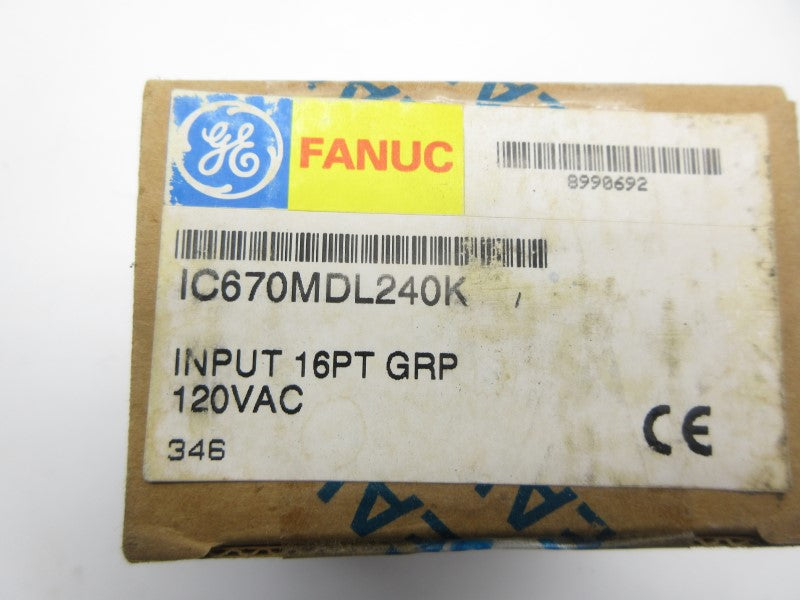 GE FANUC
8990692
IC670MDL240K
INPUT 16PT GRP
120VAC
346
CE